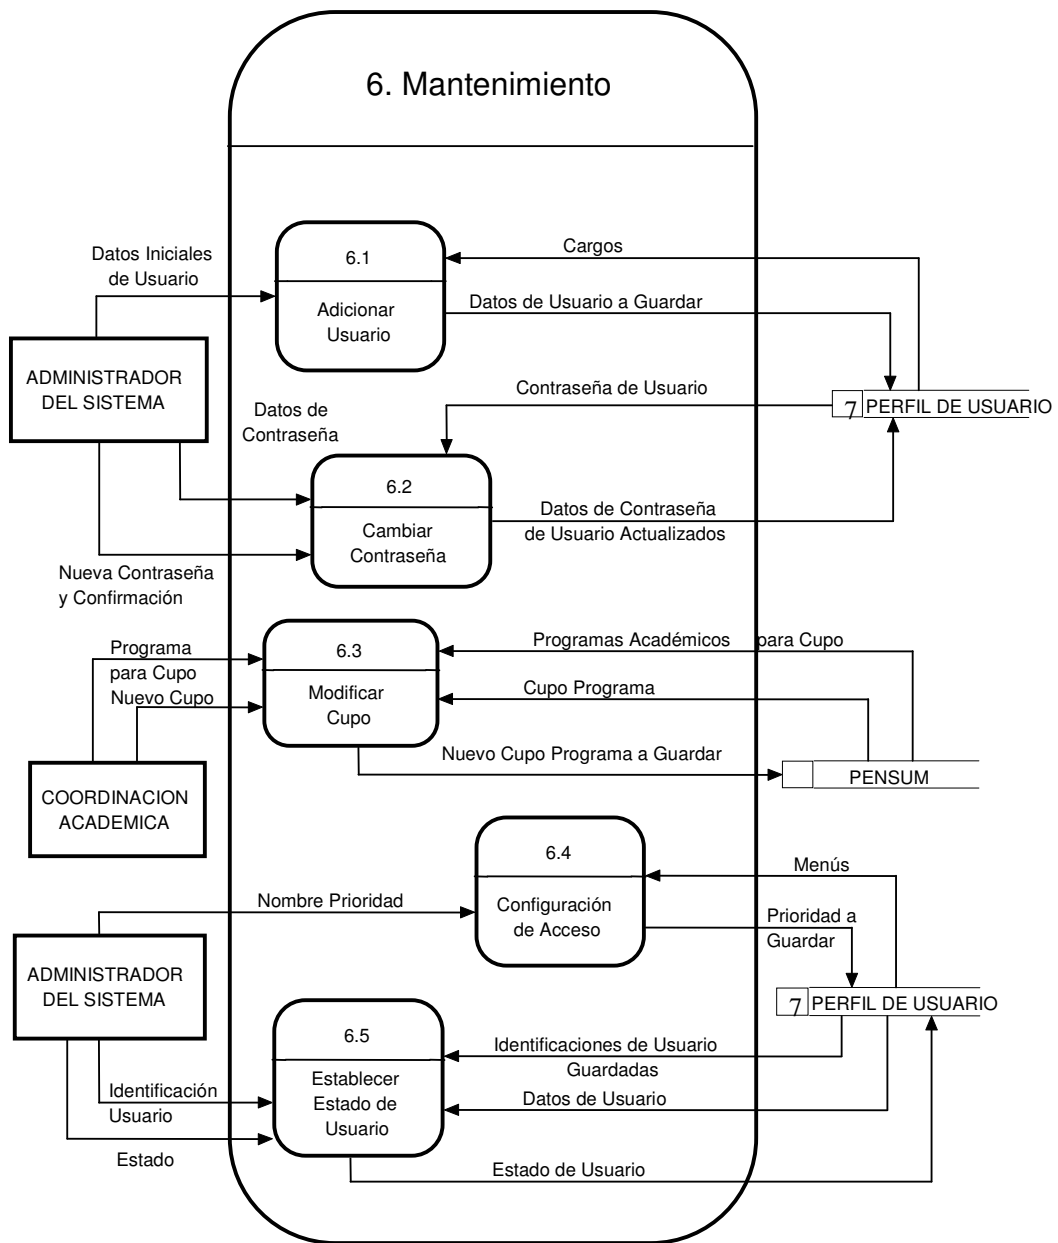 6. Mantenimiento
Datos Iniciales
de Usuario
6.1
Adicionar
Usuario
Cargos
Datos de Usuario a Guardar
ADMINISTRADOR
DEL SISTEMA
Contraseña de Usuario
7 PERFIL DE USUARIO
Datos de
Contraseña
6.2
Cambiar
Contraseña
Datos de Contraseña
de Usuario Actualizados
Nueva Contraseña
y Confirmación
Programa
para Cupo
Nuevo Cupo
6.3
Modificar
Cupo
Programas Académicos para Cupo
Cupo Programa
Nuevo Cupo Programa a Guardar
PENSUM
COORDINACION
ACADEMICA
6.4
Configuración
de Acceso
Menús
Nombre Prioridad
Prioridad a
Guardar
ADMINISTRADOR
DEL SISTEMA
7 PERFIL DE USUARIO
6.5
Establecer
Estado de
Usuario
Identificaciones de Usuario
Guardadas
Datos de Usuario
Identificación
Usuario
Estado
Estado de Usuario